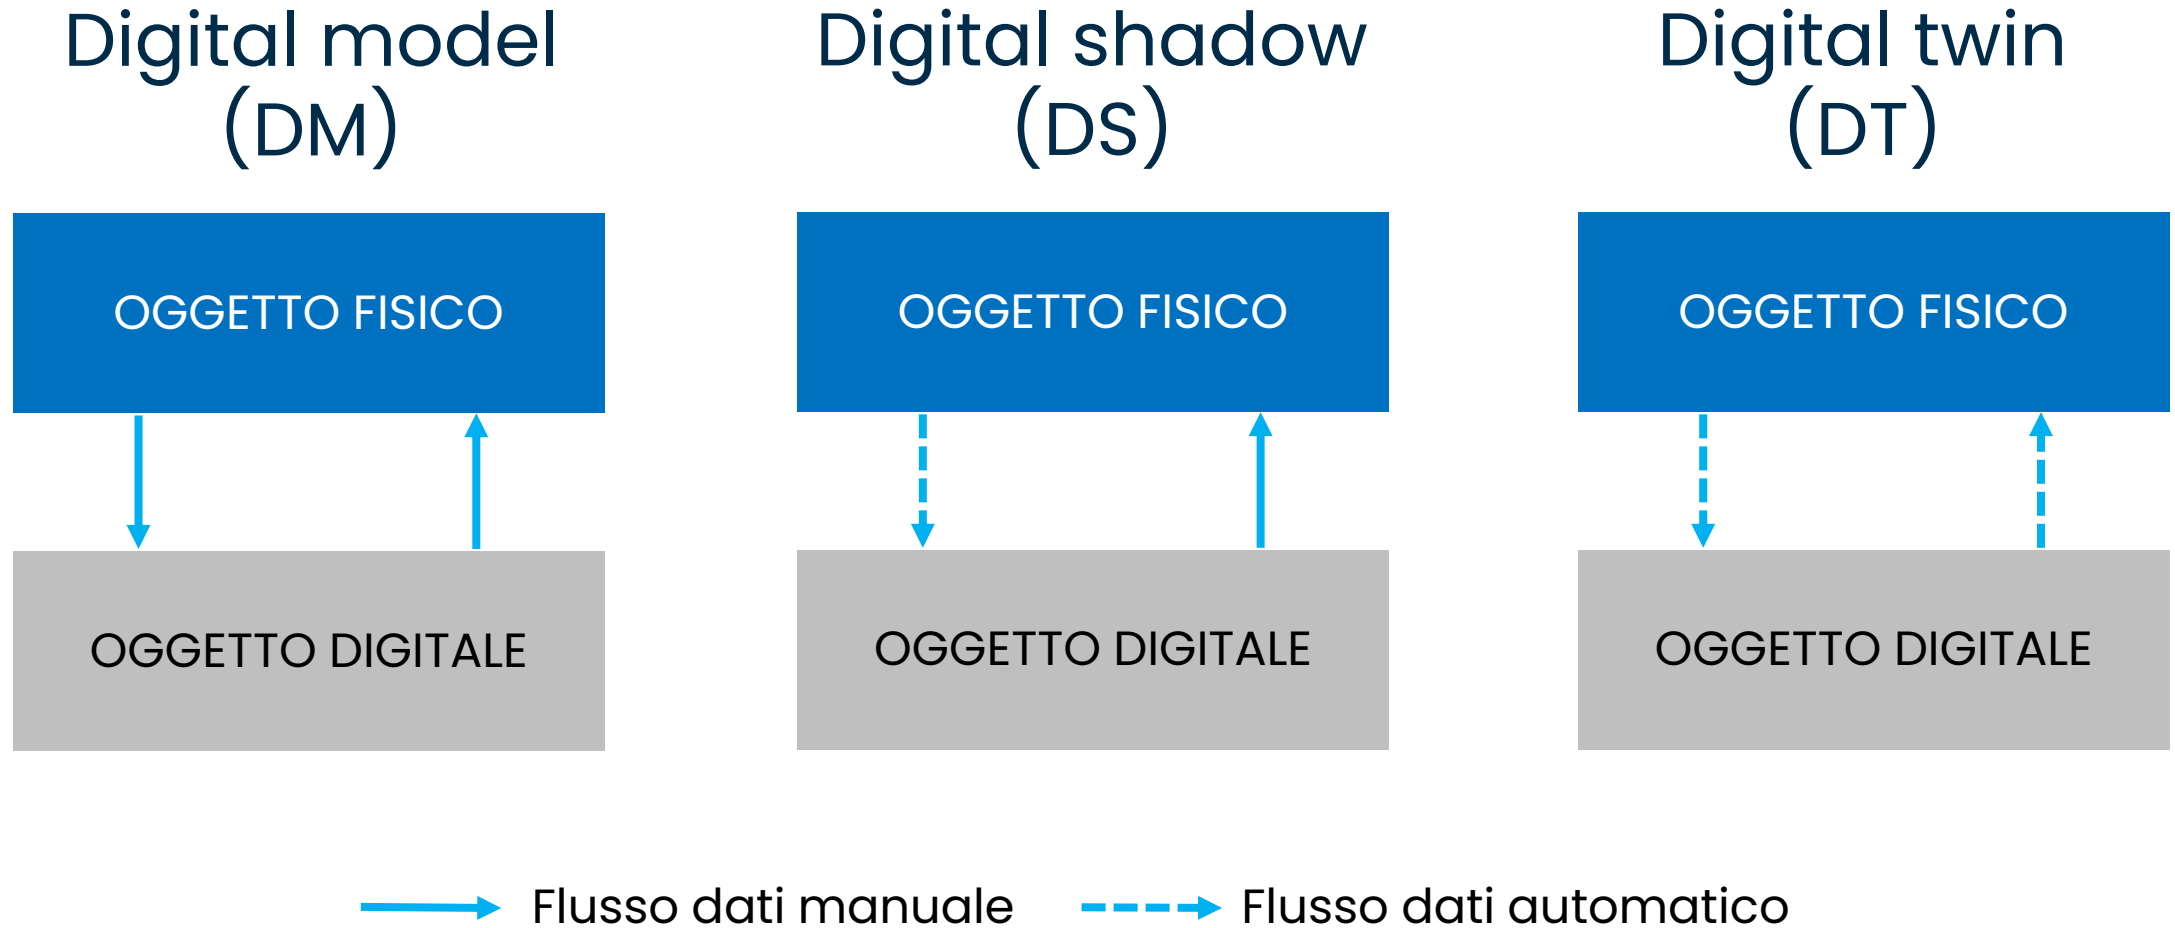 Digital model
(DM)
Digital shadow
(DS)
Digital twin
(DT)
OGGETTO FISICO
OGGETTO FISICO
OGGETTO FISICO
OGGETTO DIGITALE
OGGETTO DIGITALE
OGGETTO DIGITALE
Flusso dati manuale
Flusso dati automatico